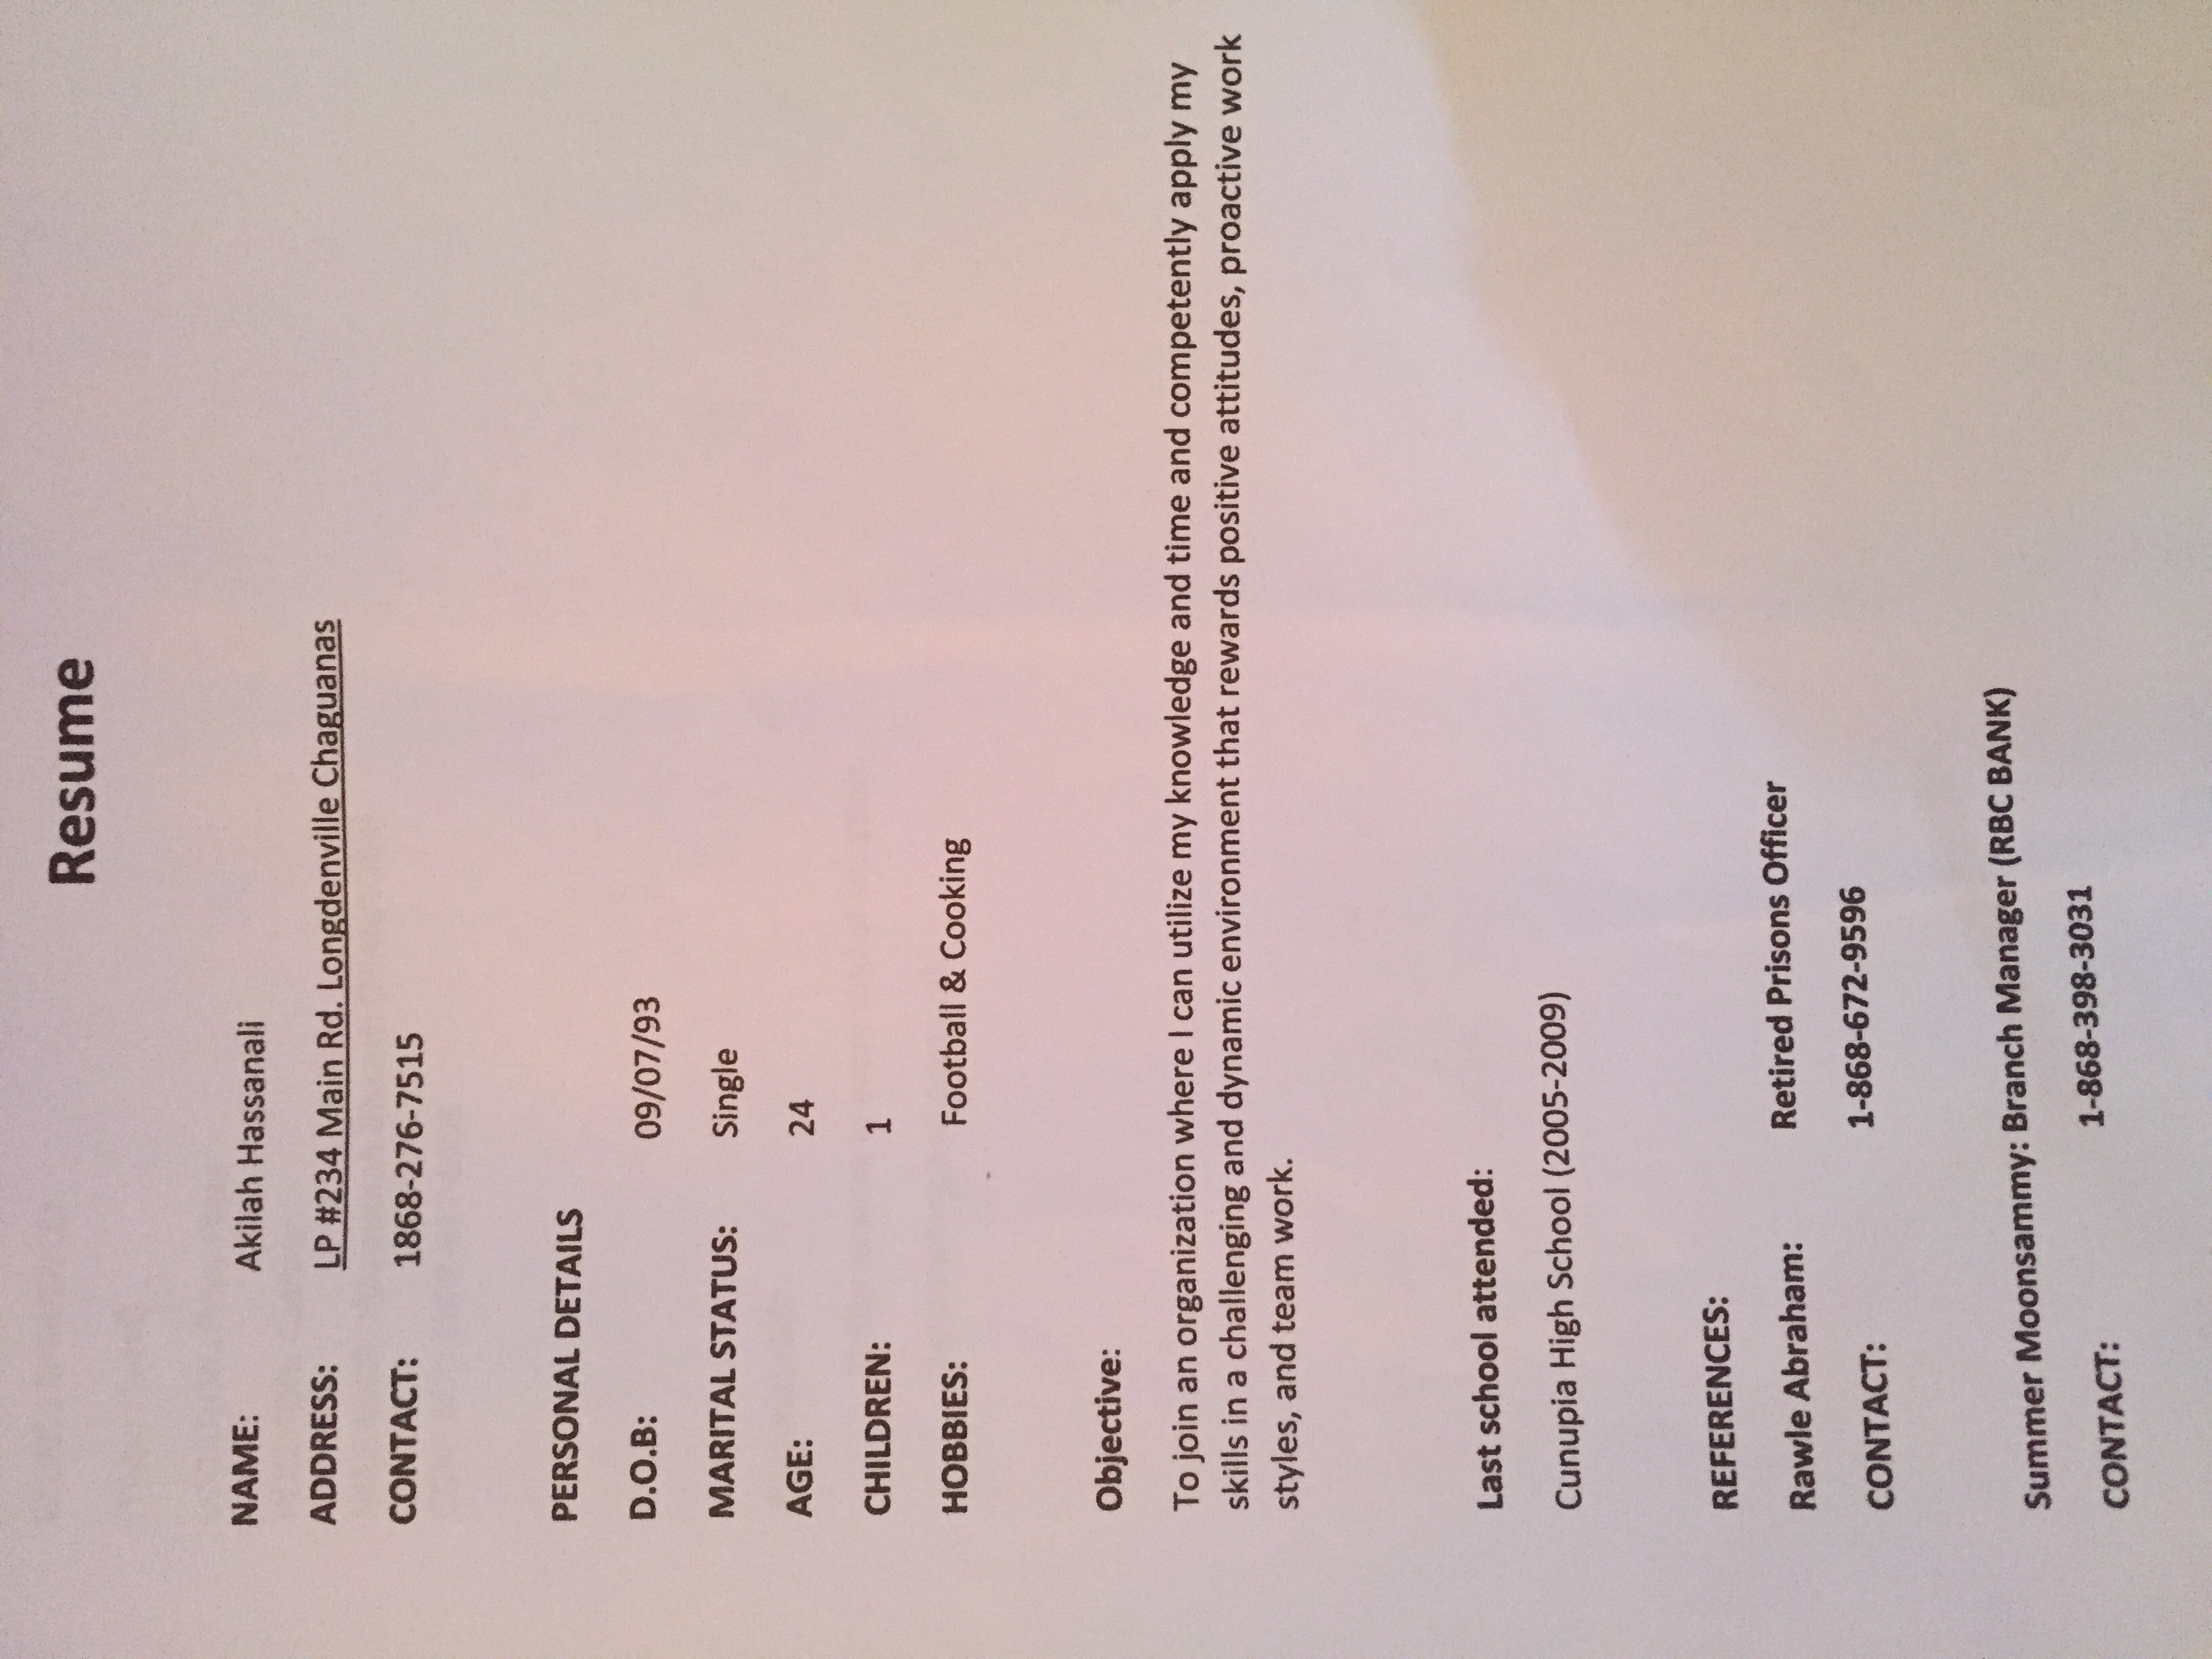 Resume
NAME: Akilah Hassanali
ADDRESS: LP #234 Main Rd. Longdenville Chaguanas
CONTACT: 1868-276-7515
PERSONAL DETAILS
D.O.B: 09/07/93
MARITAL STATUS: Single
AGE: 24
CHILDREN: 1
HOBBIES: Football & Cooking
Objective:
To join an organization where I can utilize my knowledge and time and competently apply my
skills in a challenging and dynamic environment that rewards positive attitudes, proactive work
styles, and team work.
Last school attended:
Cunupia High School (2005-2009)
REFERENCES:
Rawle Abraham: Retired Prisons Officer
CONTACT: 1-868-672-9596
Summer Moonsammy: Branch Manager (RBC BANK)
CONTACT: 1-868-398-3031